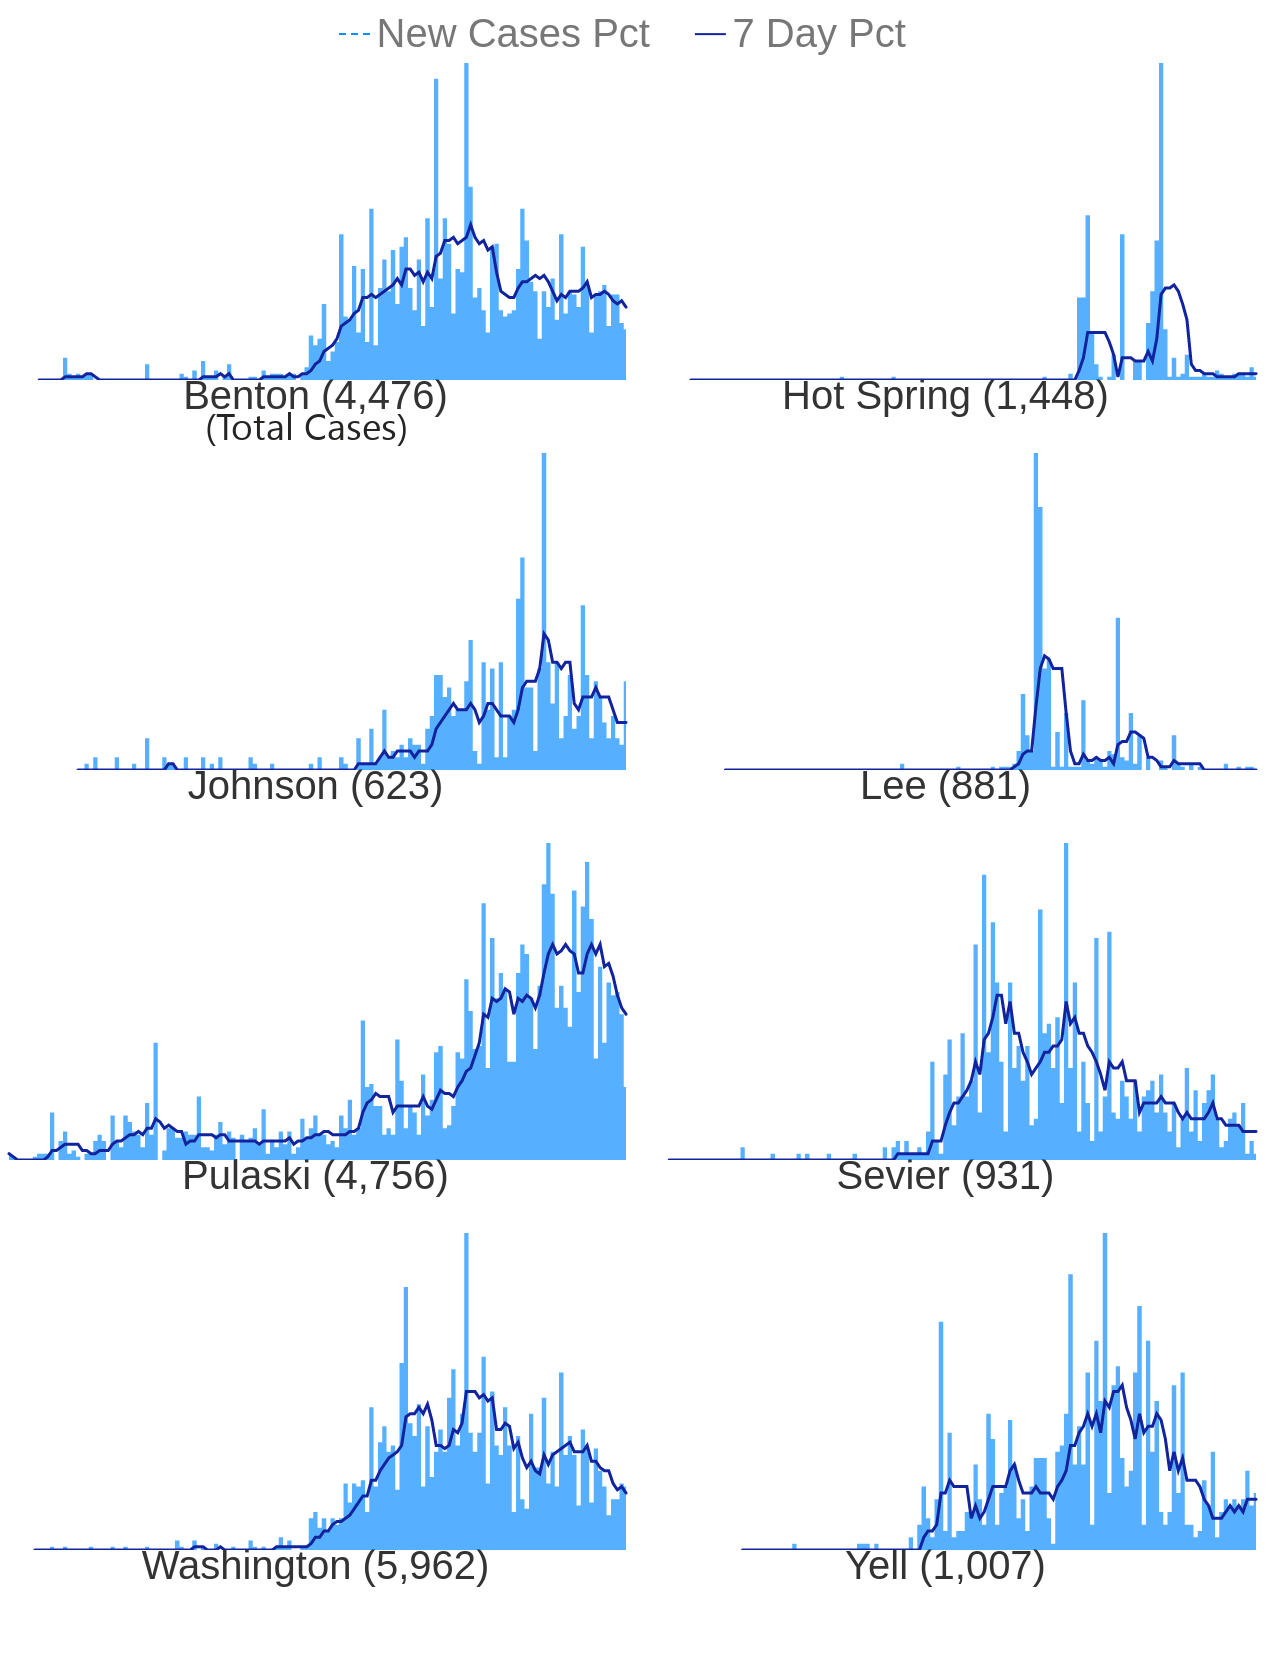 New Cases Pct 7 Day Pct
Benton (4,476) Hot Spring (1,448)
(Total Cases)
Johnson (623) Lee (881)
Pulaski (4,756) Sevier (931)
Washington (5,962) Yell (1,007)